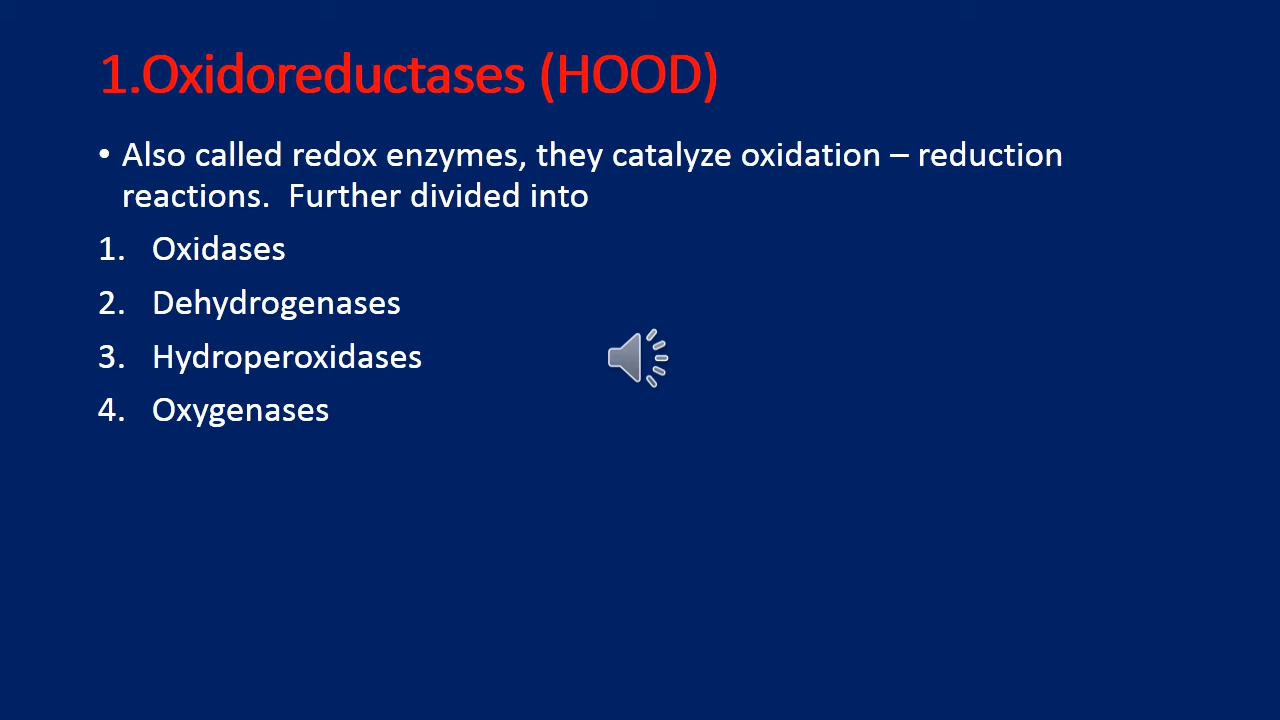 1.Oxidoreductases (HOOD)
• Also called redox enzymes, they catalyze oxidation – reduction
reactions.  Further divided into
1. Oxidases
2. Dehydrogenases
3. Hydroperoxidases
4. Oxygenases